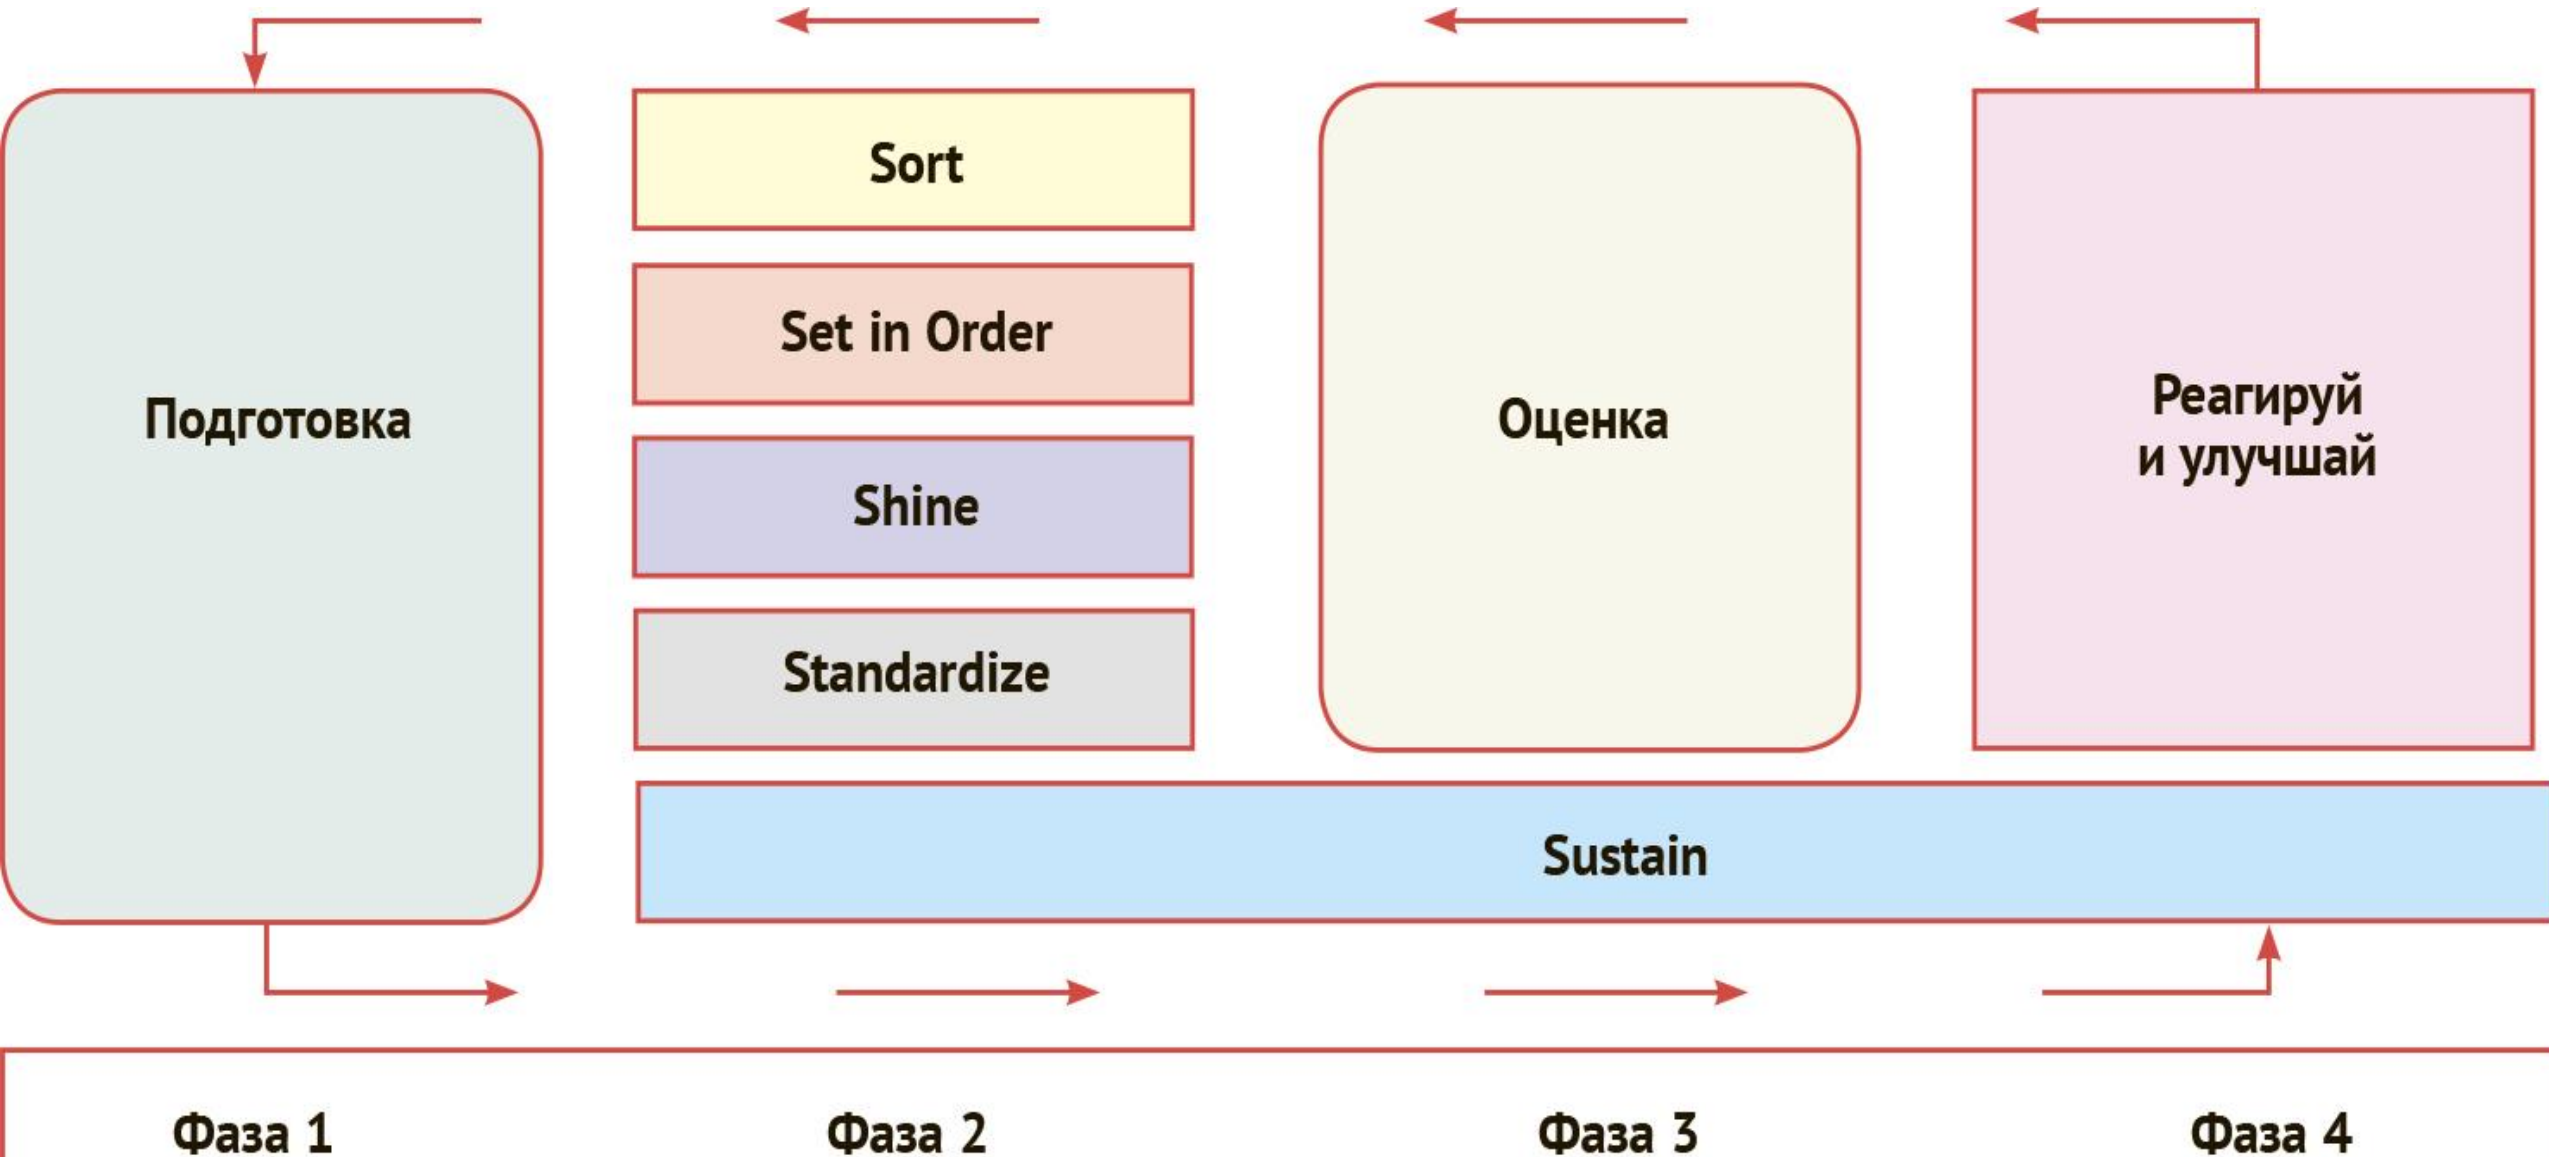 Подготовка
Sort
Set in Order
Shine
Standardize
Оценка
Реагируй
и улучшай
Sustain
Фаза 1
Фаза 2
Фаза 3
Фаза 4